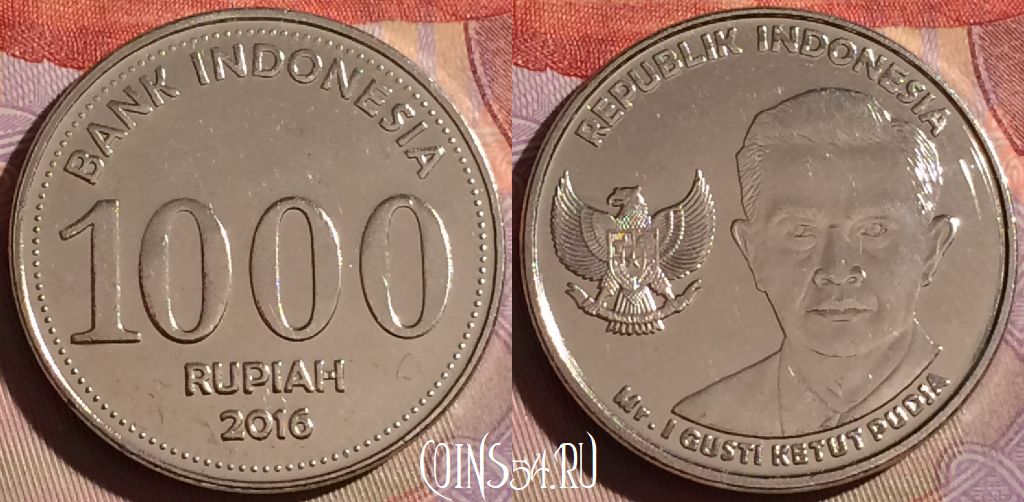 BANK INDONESIA
1000
RUPIAH
2016
REPUBLIK INDONESIA
Mr. I GUSTI KETUT PUDJA
COINS54.RU